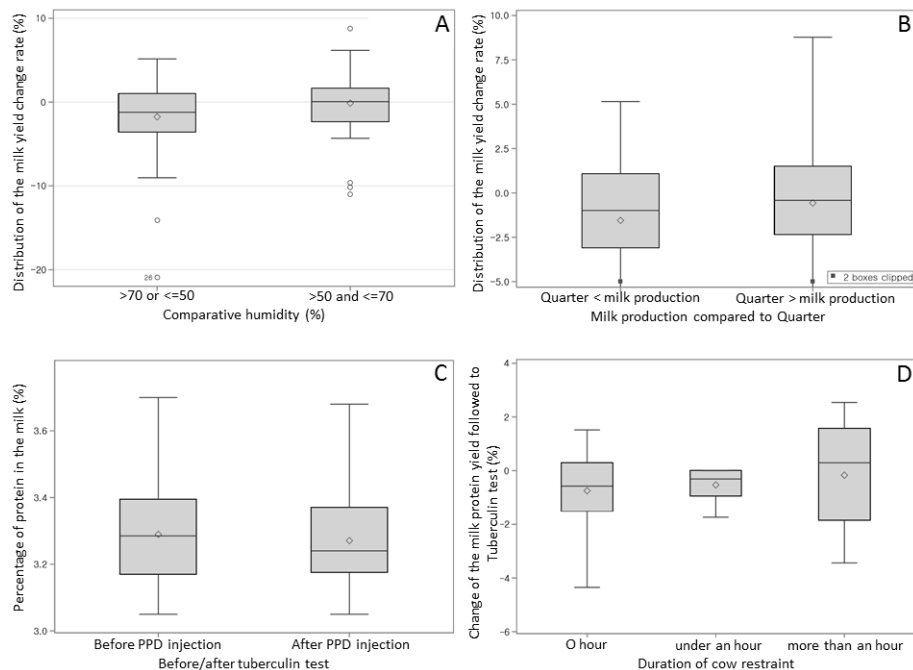 A
Distribution of the milk yield change rate (%)
10
0
−10
−20
26
>70 or <=50
>50 and <=70
Comparative humidity (%)
B
Distribution of the milk yield change rate (%)
10.0
7.5
5.0
2.5
0.0
−2.5
−5.0
2 boxes clipped
Quarter < milk production
Quarter > milk production
Milk production compared to Quarter
C
Percentage of protein in the milk (%)
3.6
3.4
3.2
3.0
Before PPD injection
After PPD injection
Before/after tuberculin test
D
Change of the milk protein yield followed to
Tuberculin test (%)
4
2
0
−2
−4
−6
O hour
under an hour
more than an hour
Duration of cow restraint